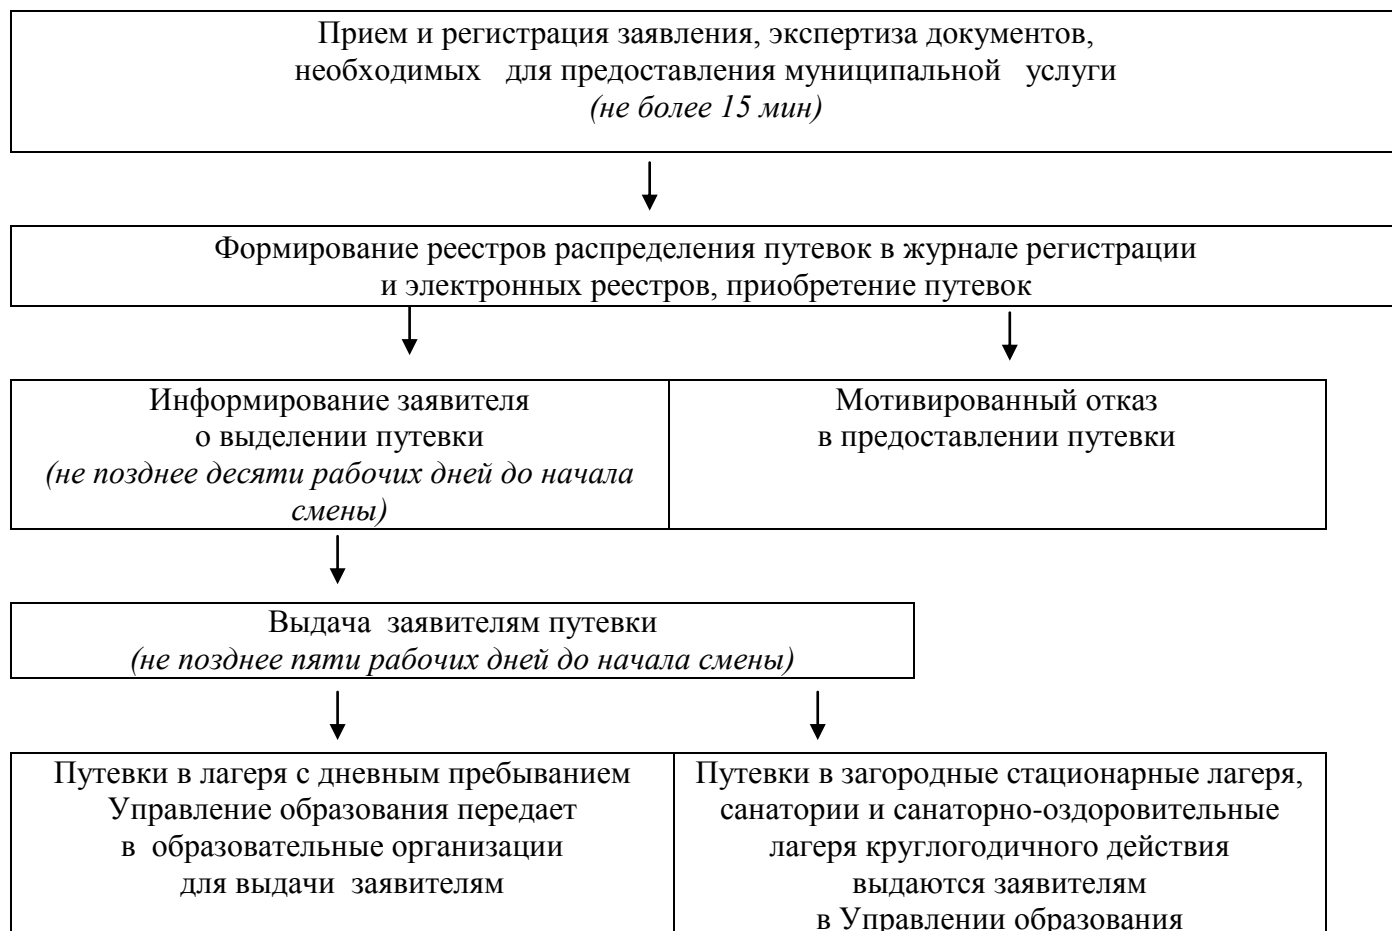 Прием и регистрация заявления, экспертиза документов,
необходимых для предоставления муниципальной услуги
(не более 15 мин)
Формирование реестров распределения путевок в журнале регистрации
и электронных реестров, приобретение путевок
Информирование заявителя
о выделении путевки
(не позднее десяти рабочих дней до начала
смены)
Мотивированный отказ
в предоставлении путевки
Выдача заявителям путевки
(не позднее пяти рабочих дней до начала смены)
Путевки в лагеря с дневным пребыванием
Управление образования передает
в образовательные организации
для выдачи заявителям
Путевки в загородные стационарные лагеря,
санатории и санаторно-оздоровительные
лагеря круглогодичного действия
выдаются заявителям
в Управлении образования